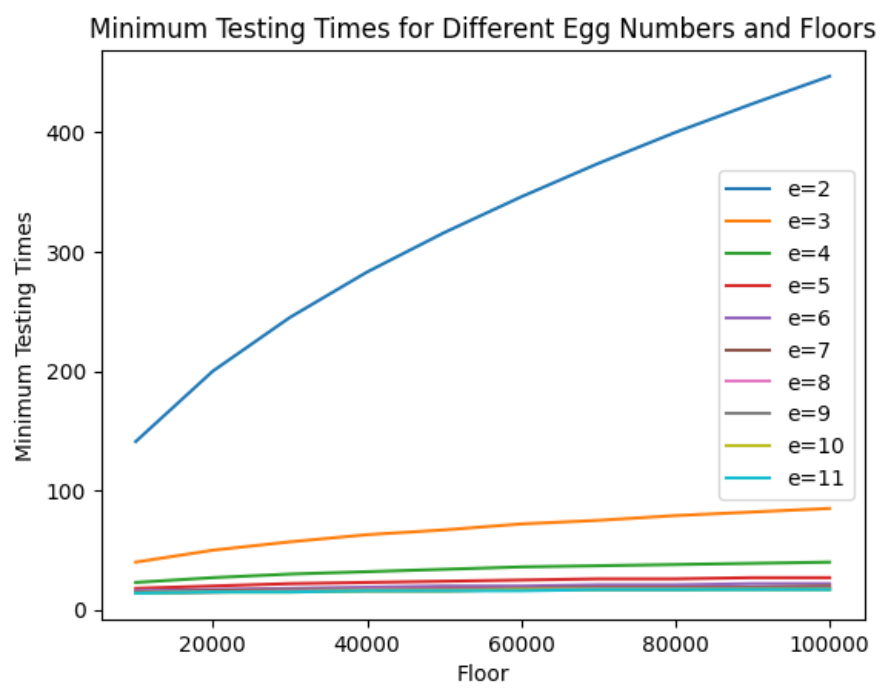 Minimum Testing Times for Different Egg Numbers and Floors
Minimum Testing Times
400
300
200
100
0
e=2
e=3
e=4
e=5
e=6
e=7
e=8
e=9
e=10
e=11
20000 40000 60000 80000 100000
Floor